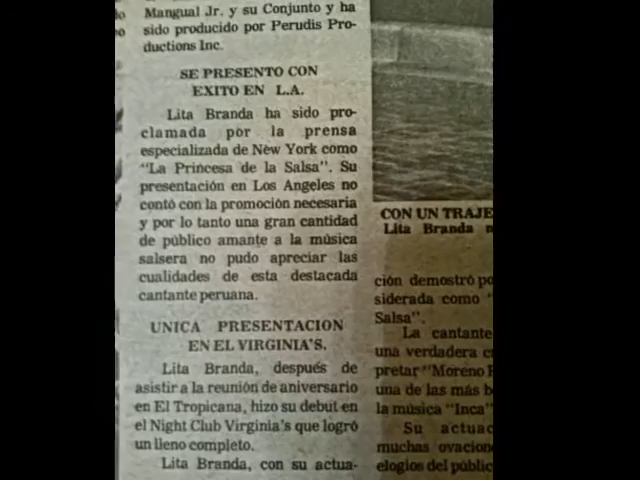 Mangual Jr. y su Conjunto y ha
sido producido por Perudis Pro-
ductions Inc.
SE PRESENTO CON
EXITO EN L.A.
Lita Branda ha sido pro-
clamada por la prensa
especializada de New York como
"La Princesa de la Salsa". Su
presentación en Los Angeles no
contó con la promoción necesaria
y por lo tanto una gran cantidad
de público amante a la música
salsera no pudo apreciar las
cualidades de esta destacada
cantante peruana.
UNICA PRESENTACION
EN EL VIRGINIA'S.
Lita Branda, después de
asistir a la reunión de aniversario
en El Tropicana, hizo su debut en
el Night Club Virginia's que logró
un lleno completo.
Lita Branda, con su actua-
CON UN TRAJE
Lita Branda
ción demostró po
siderada como "
Salsa".
La cantante
una verdadera
pretar "Moreno
una de las más
la música "Inca"
Su actuac
muchas ovacion
elogios del públic